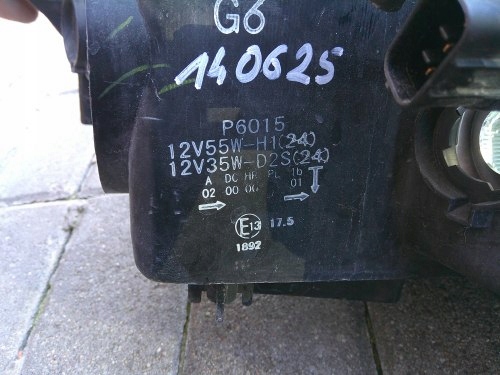 G6
140625
P6015
12V55W-H1(24)
12V35W-D2S(24)
A DC HR PL 1b
02 00 00 01
E13 17.5
1892